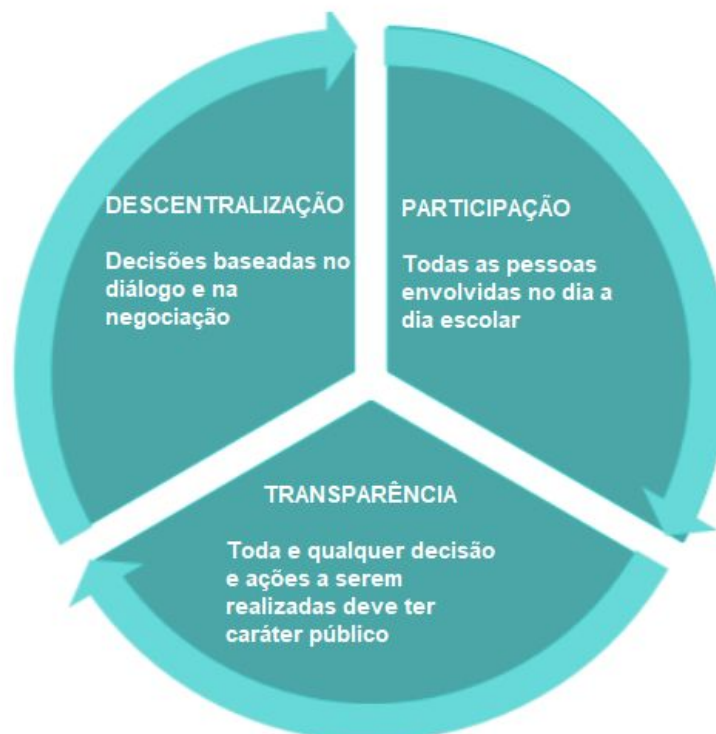 DESCENTRALIZAÇÃO
Decisões baseadas no
diálogo e na
negociação
PARTICIPAÇÃO
Todas as pessoas
envolvidas no dia a
dia escolar
TRANSPARÊNCIA
Toda e qualquer decisão
e ações a serem
realizadas deve ter
caráter público